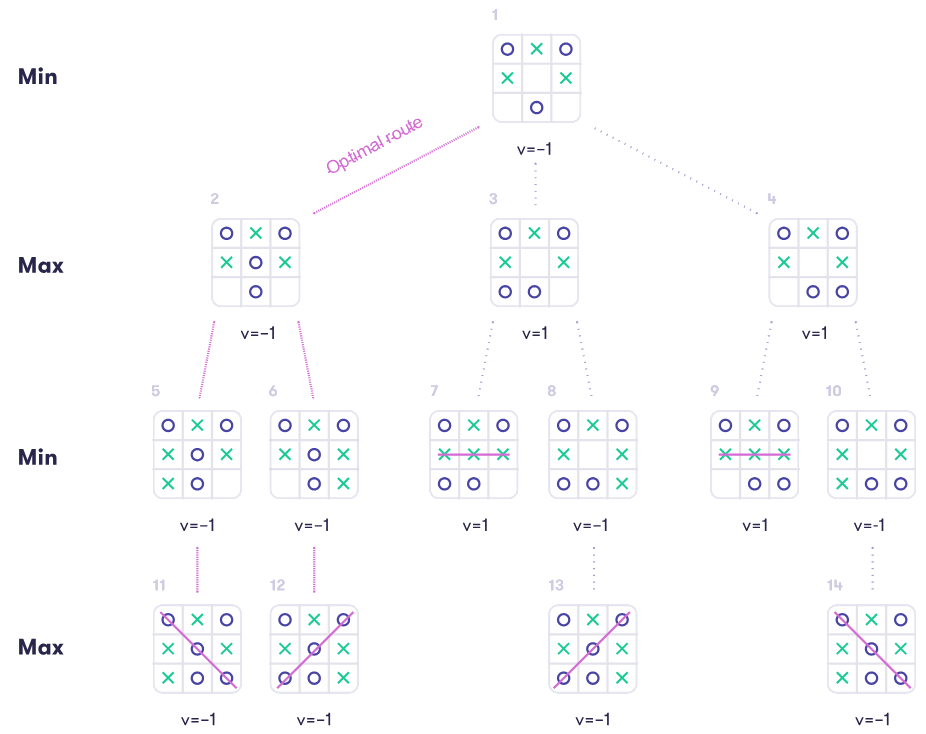 1
Min
v=–1
Optimal route
2
3
4
Max
v=–1
v=1
v=1
5
6
7
8
9
10
Min
v=–1
v=–1
v=1
v=–1
v=1
v=-1
11
12
13
14
Max
v=–1
v=–1
v=–1
v=–1